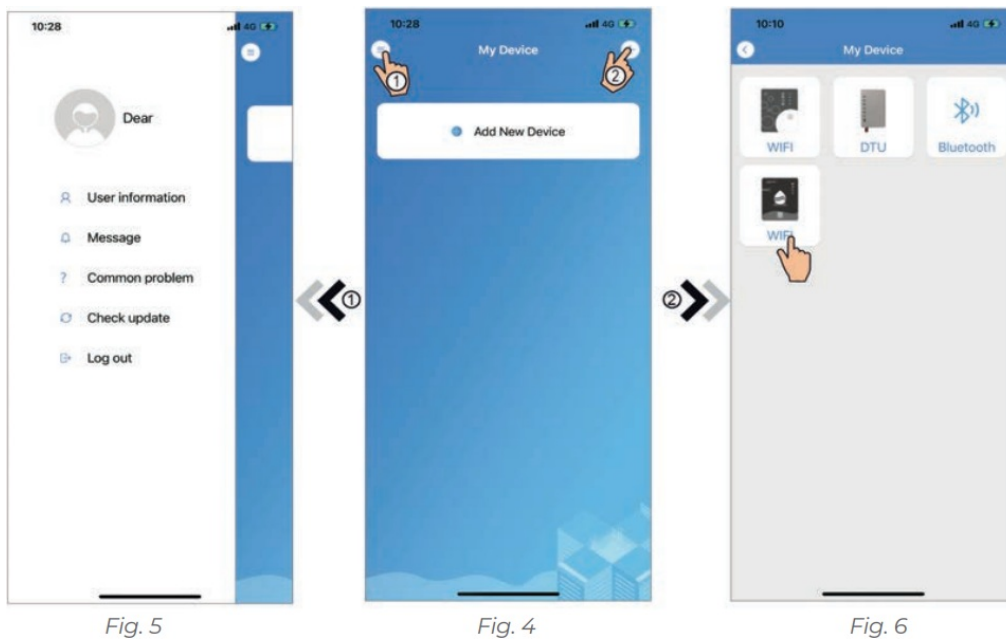 10:28
4G
Dear
User information
Message
? Common problem
Check update
Log out
Fig. 5
①
10:28
4G
My Device
①
②
Add New Device
Fig. 4
②
10:10
4G
My Device
WIFI
DTU
Bluetooth
WIFI
Fig. 6